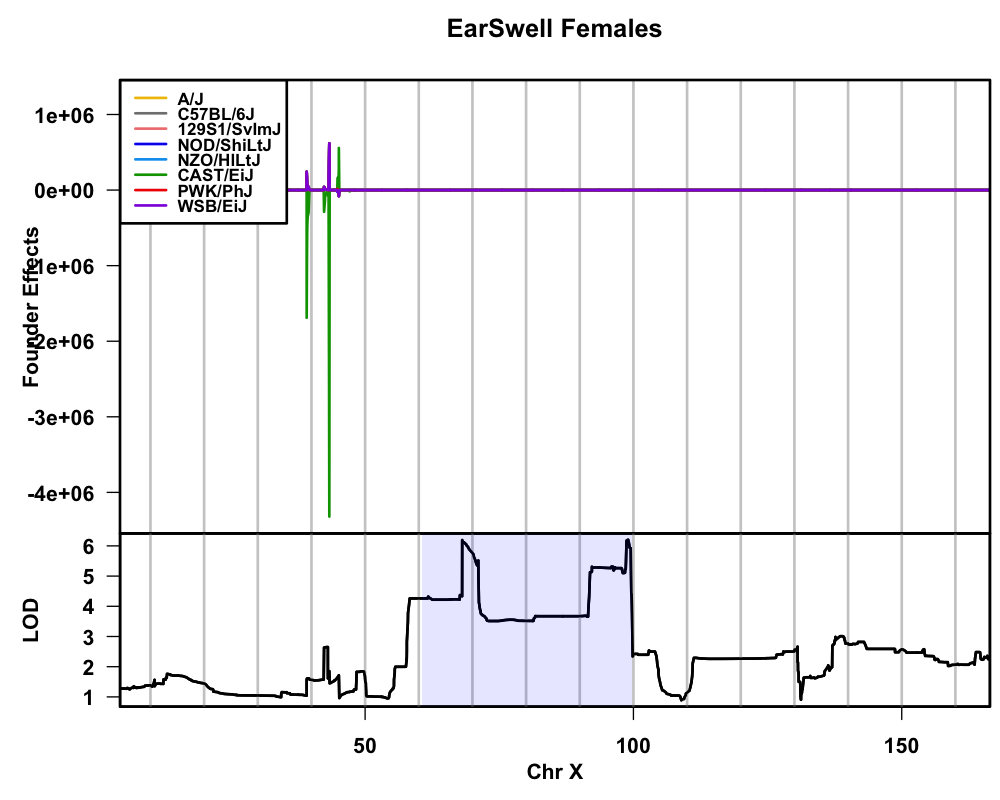 EarSwell Females
A/J
C57BL/6J
129S1/SvImJ
NOD/ShiLtJ
NZO/HlLtJ
CAST/EiJ
PWK/PhJ
WSB/EiJ
1e+06
0e+00
-1e+06
-2e+06
-3e+06
-4e+06
Founder Effects
6
5
4
3
2
1
LOD
50 100 150
Chr X